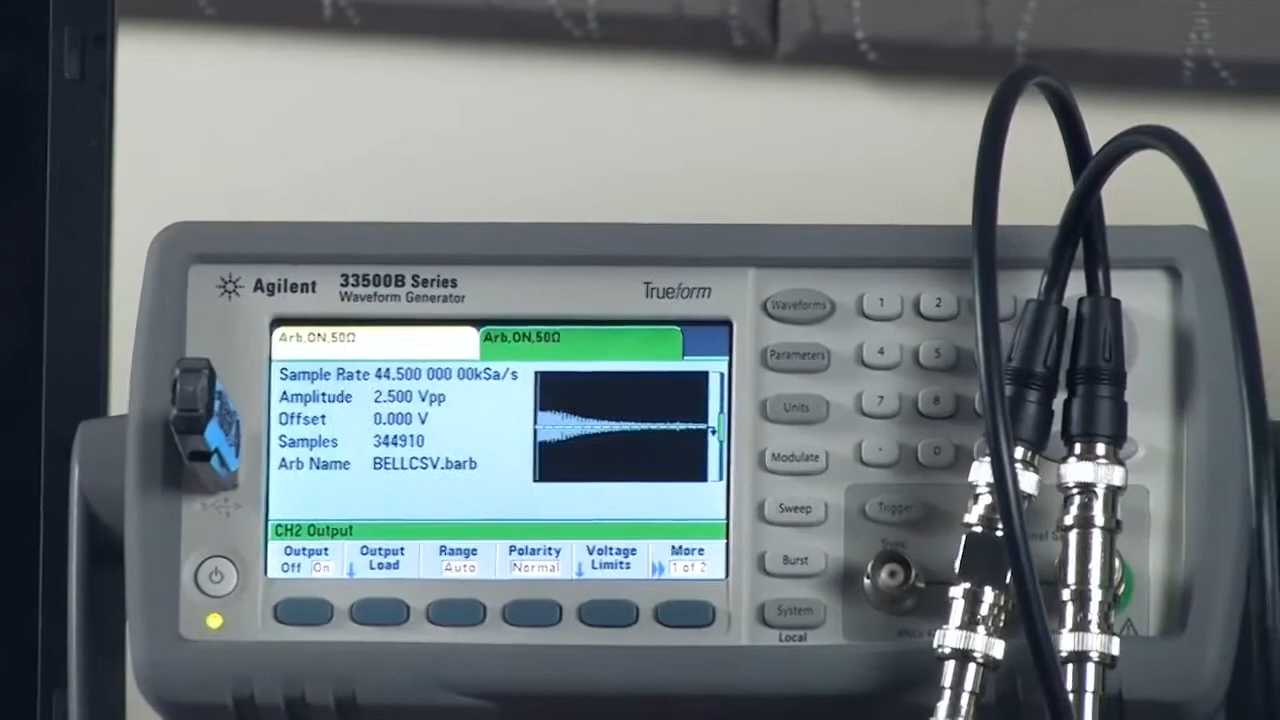 Agilent 33500B Series
Waveform Generator
Trueform
Arb,ON,50Ω Arb,ON,50Ω
Sample Rate 44.500 000 00kSa/s
Amplitude 2.500 Vpp
Offset 0.000 V
Samples 344910
Arb Name BELLCSV.barb
CH2 Output
Output Off On
Output Load
Range Auto
Polarity Normal
Voltage Limits
More 1 of 2
Waveforms 1 2
Parameters 4 5
Units 7 8
Modulate . 0
Sweep Trigger
Sync
Burst
System
Local